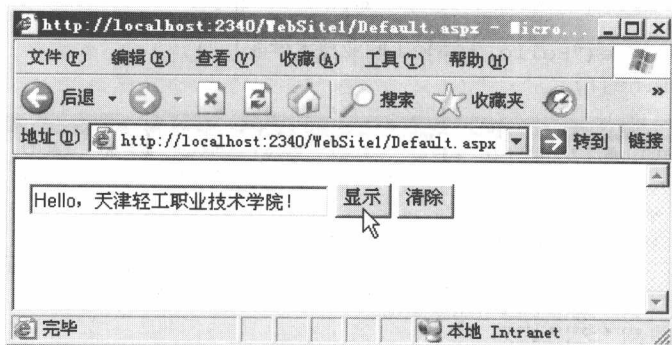 http://localhost:2340/WebSite1/Default.aspx - Micro...
文件(F) 编辑(E) 查看(V) 收藏(A) 工具(T) 帮助(H)
后退 搜索 收藏夹 »
地址(D) http://localhost:2340/WebSite1/Default.aspx 转到 链接
Hello，天津轻工职业技术学院！ 显示 清除
完毕 本地 Intranet